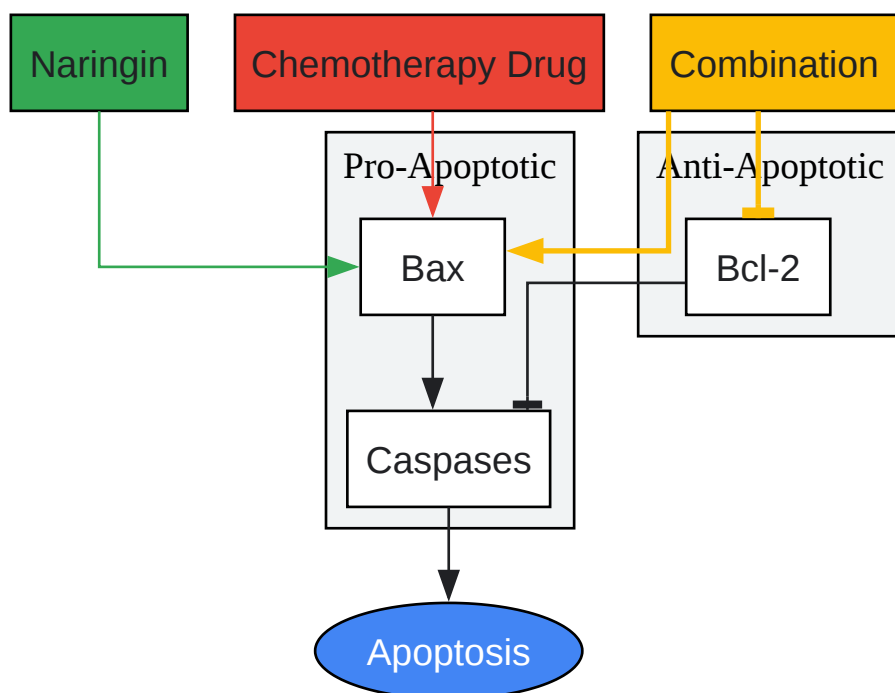 Naringin
Chemotherapy Drug
Combination
Pro-Apoptotic
Anti-Apoptotic
Bax
Bcl-2
Caspases
Apoptosis